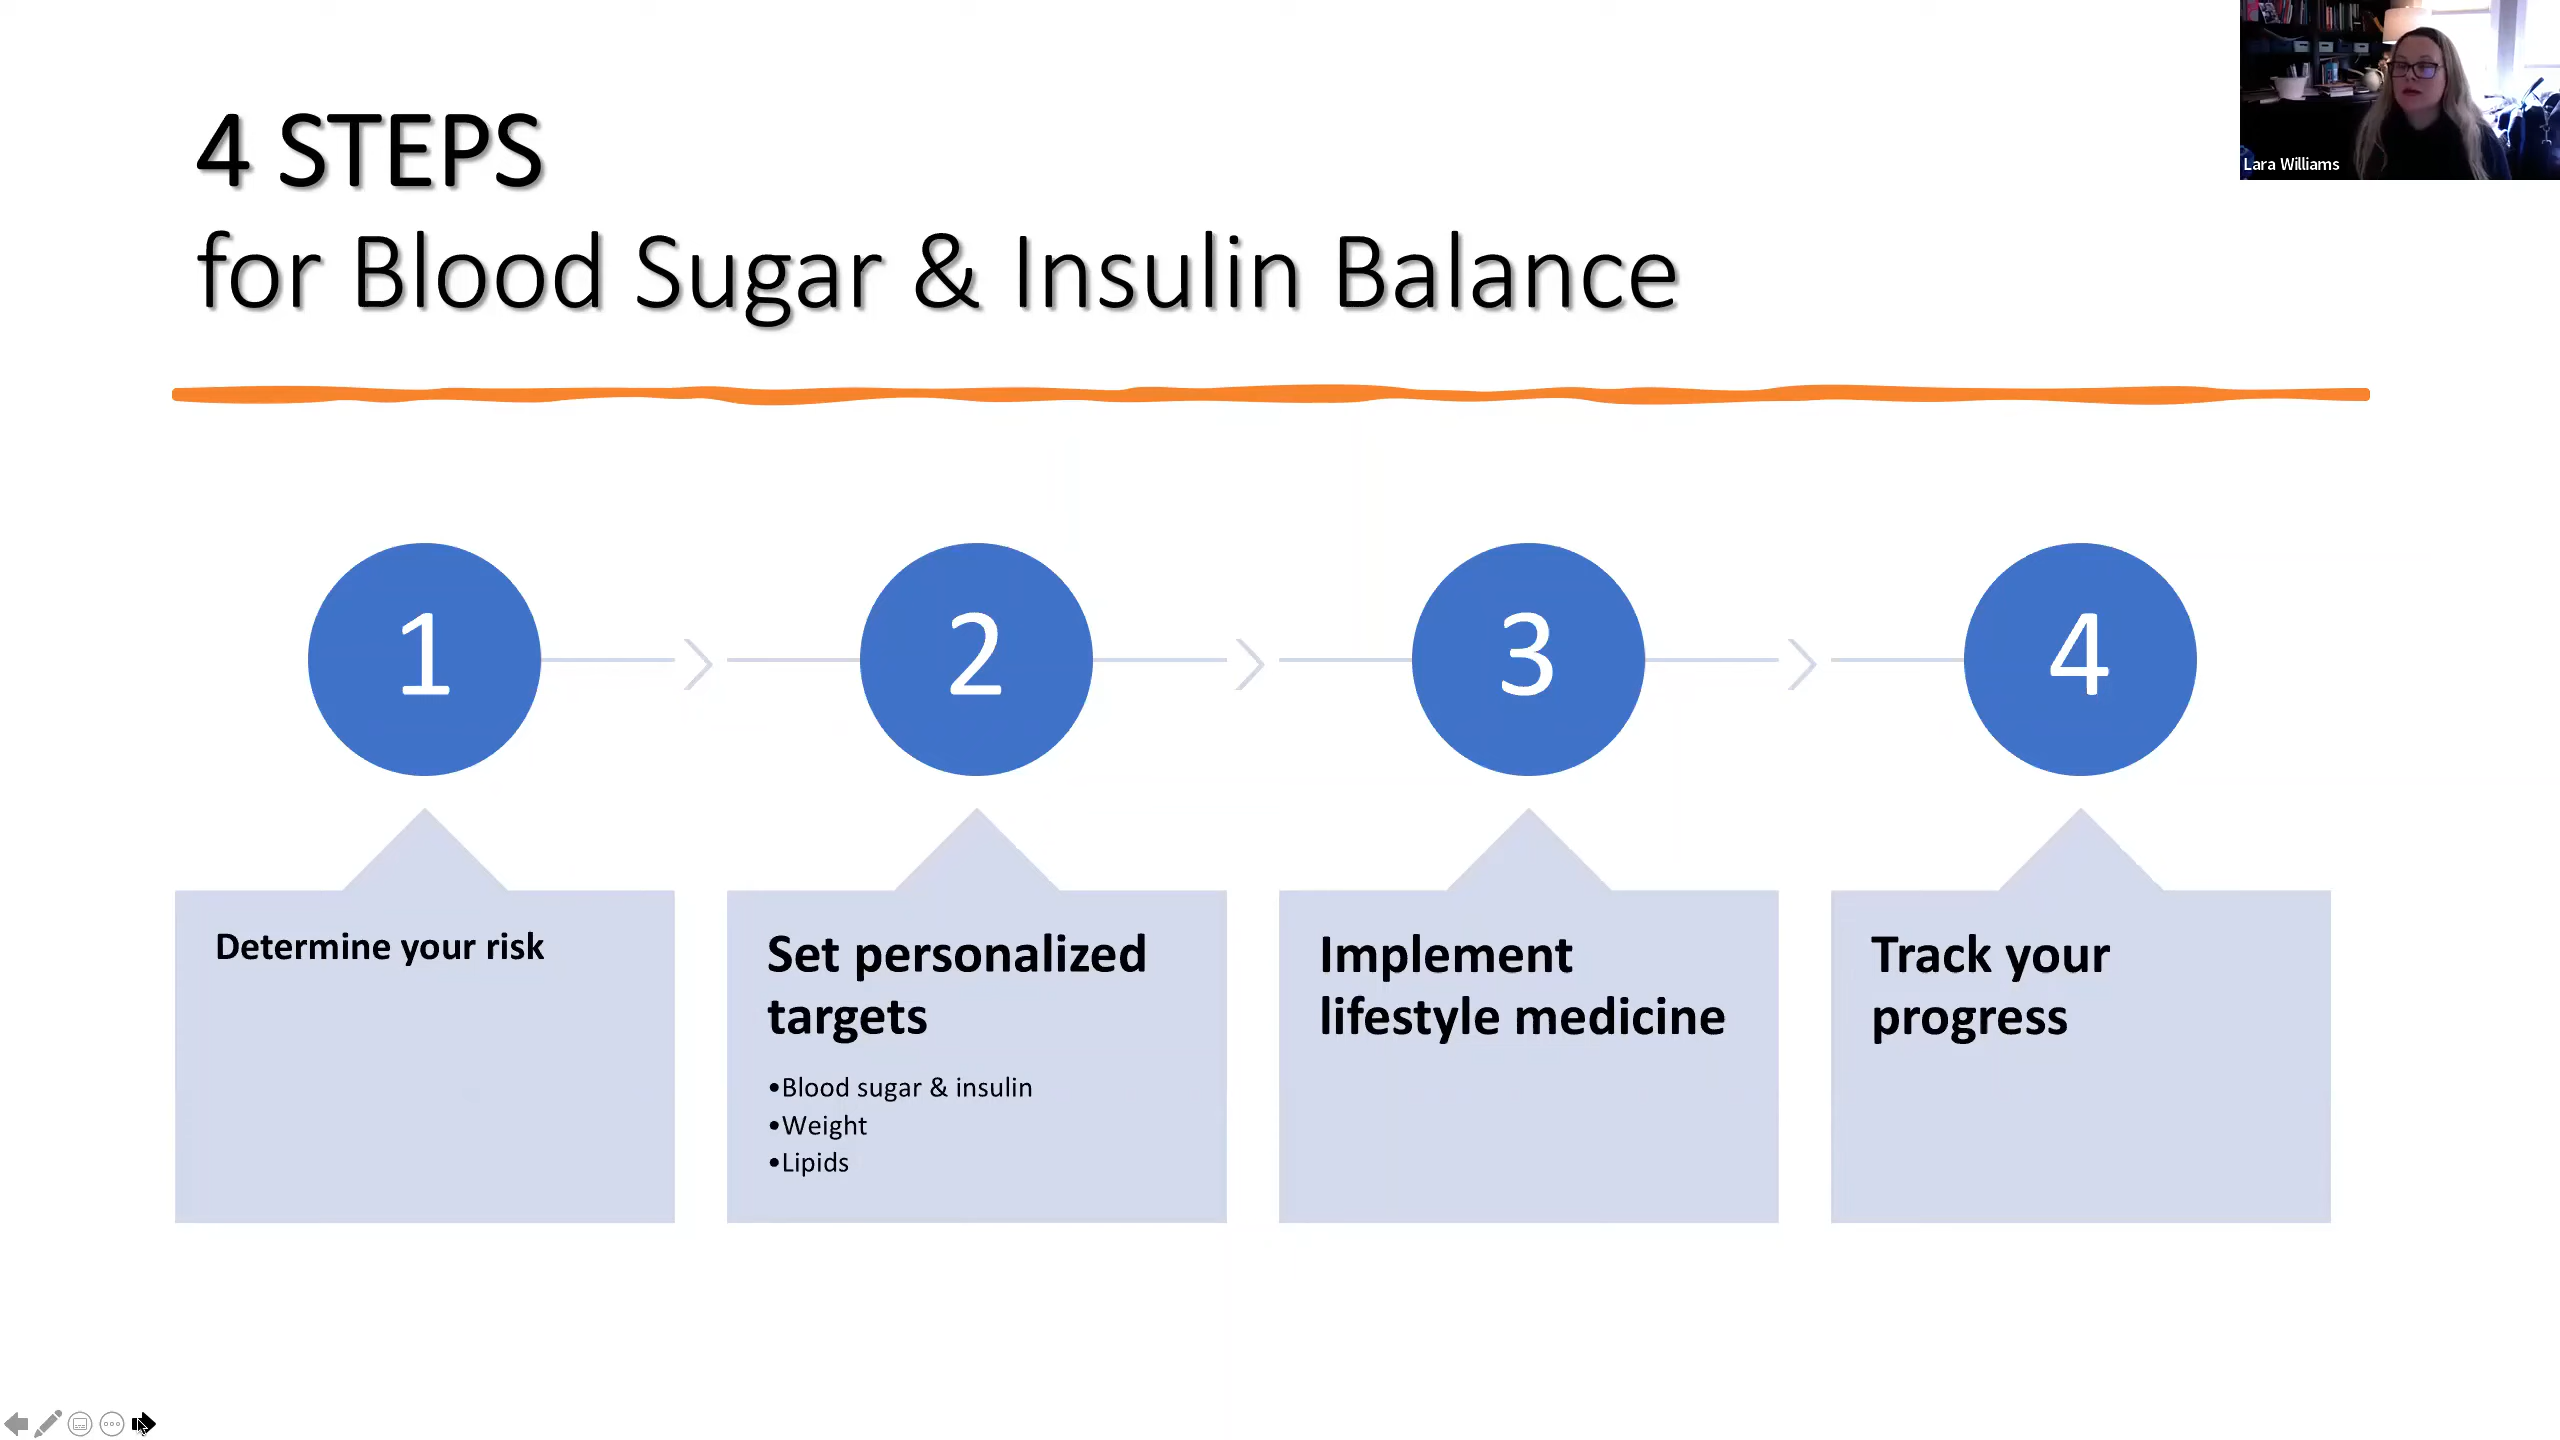 4 STEPS
for Blood Sugar & Insulin Balance
Lara Williams
1
2
3
4
Determine your risk
Set personalized
targets
•Blood sugar & insulin
•Weight
•Lipids
Implement
lifestyle medicine
Track your
progress